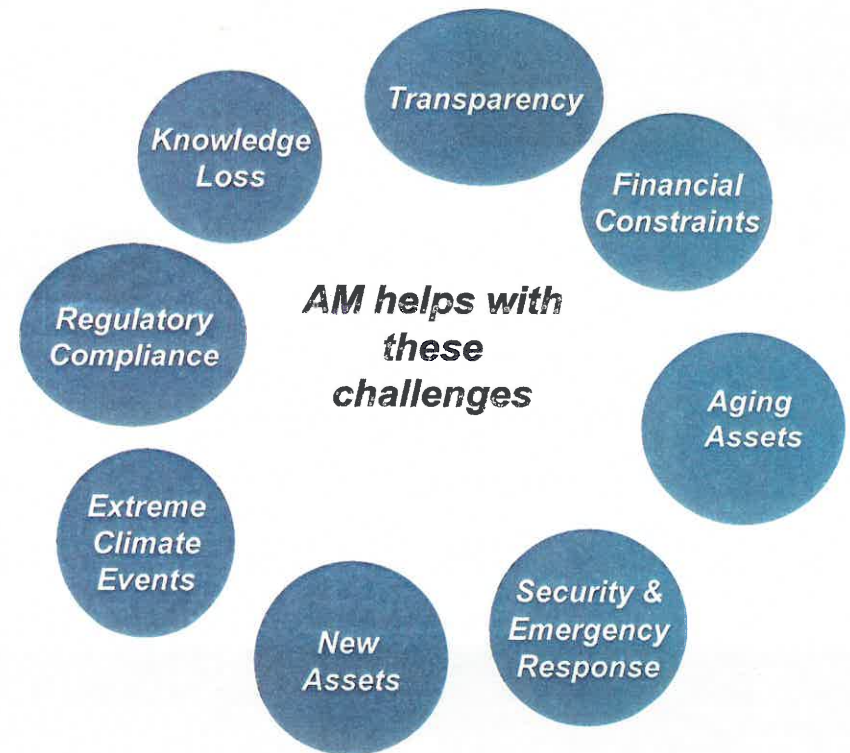 Transparency
Knowledge
Loss
Financial
Constraints
AM helps with
these
challenges
Regulatory
Compliance
Aging
Assets
Extreme
Climate
Events
Security &
Emergency
Response
New
Assets